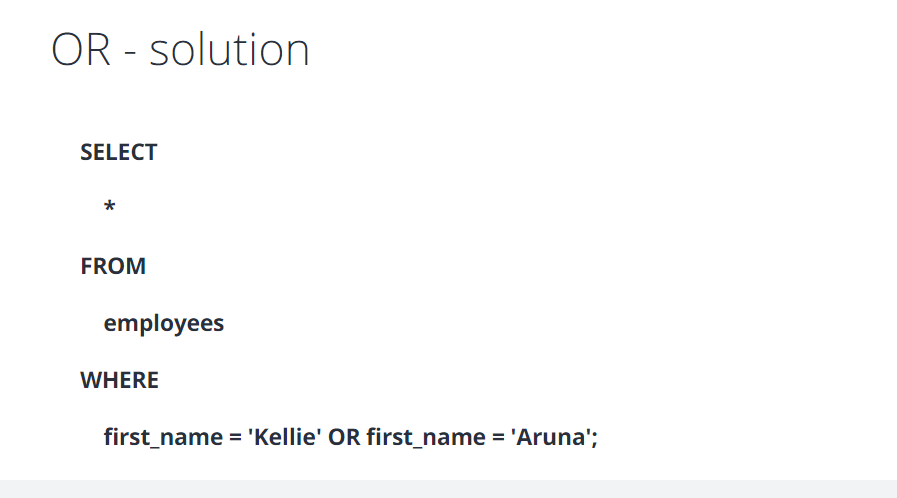 OR - solution
SELECT
*
FROM
employees
WHERE
first_name = 'Kellie' OR first_name = 'Aruna';